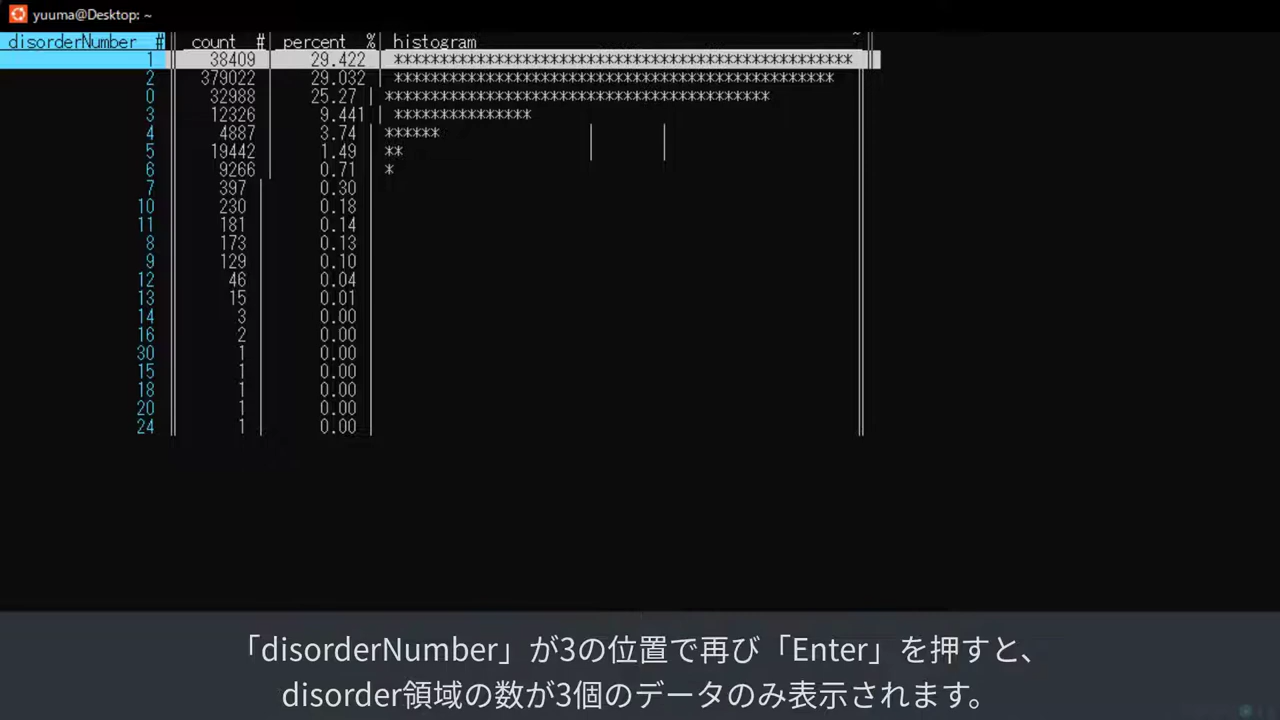 yuuma@Desktop: ~
disorderNumber # count # percent % histogram ~
1 38409 29.422 **************************************************
2 379022 29.032 ************************************************
0 32988 25.27 ******************************************
3 12326 9.441 ***************
4 4887 3.74 ******
5 19442 1.49 **
6 9266 0.71 *
7 397 0.30
10 230 0.18
11 181 0.14
8 173 0.13
9 129 0.10
12 46 0.04
13 15 0.01
14 3 0.00
16 2 0.00
30 1 0.00
15 1 0.00
18 1 0.00
20 1 0.00
24 1 0.00
「disorderNumber」が3の位置で再び「Enter」を押すと、
disorder領域の数が3個のデータのみ表示されます。